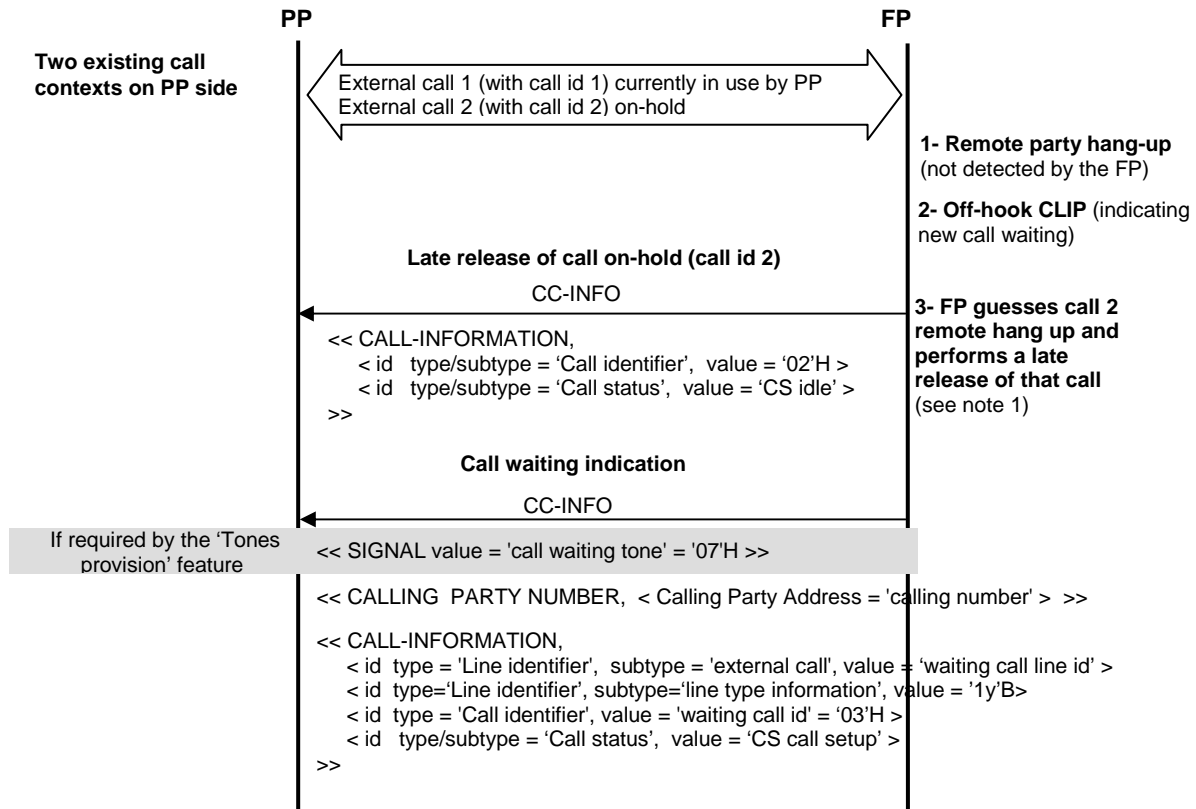 PP
FP
Two existing call
contexts on PP side
External call 1 (with call id 1) currently in use by PP
External call 2 (with call id 2) on-hold
1- Remote party hang-up
(not detected by the FP)
2- Off-hook CLIP (indicating
new call waiting)
Late release of call on-hold (call id 2)
CC-INFO
3- FP guesses call 2
remote hang up and
performs a late
release of that call
(see note 1)
<< CALL-INFORMATION,
< id type/subtype = ‘Call identifier’, value = ‘02’H >
< id type/subtype = ‘Call status’, value = ‘CS idle’ >
>>
Call waiting indication
CC-INFO
If required by the ‘Tones
provision’ feature
<< SIGNAL value = 'call waiting tone' = '07'H >>
<< CALLING PARTY NUMBER, < Calling Party Address = 'calling number' > >>
<< CALL-INFORMATION,
< id type = 'Line identifier', subtype = 'external call', value = ‘waiting call line id’ >
< id type=‘Line identifier’, subtype=‘line type information’, value = ’1y’B>
< id type = 'Call identifier', value = 'waiting call id' = ‘03’H >
< id type/subtype = ‘Call status’, value = ‘CS call setup’ >
>>